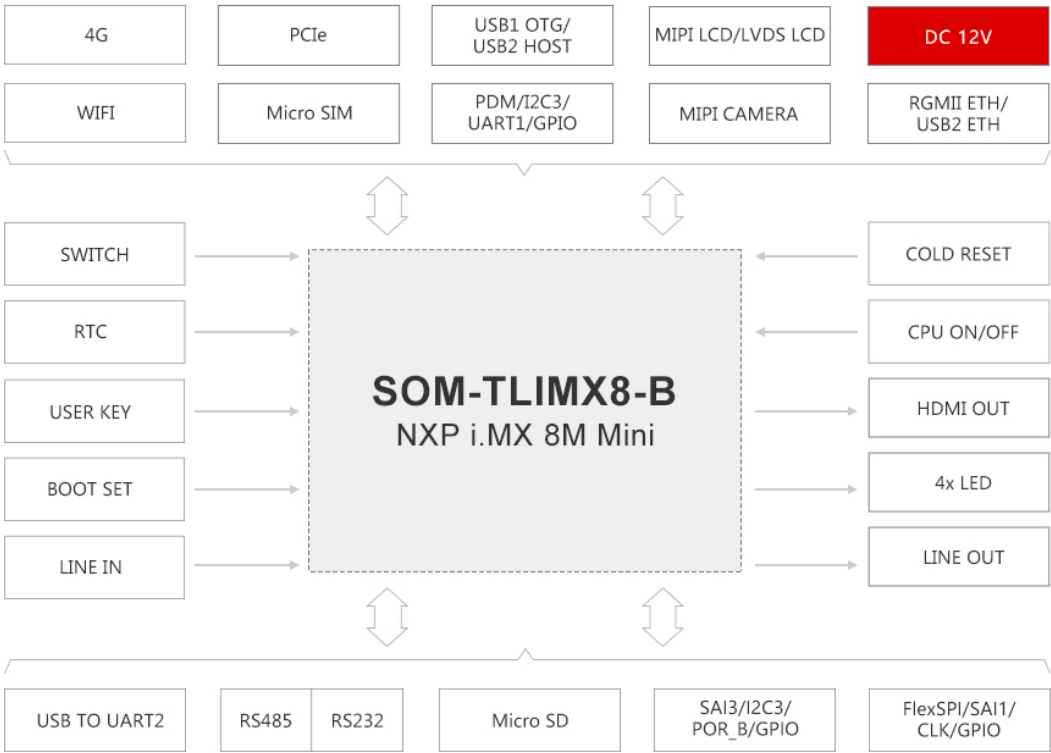 4G
PCIe
USB1 OTG/
USB2 HOST
MIPI LCD/LVDS LCD
DC 12V
WIFI
Micro SIM
PDM/I2C3/
UART1/GPIO
MIPI CAMERA
RGMII ETH/
USB2 ETH
SWITCH
COLD RESET
RTC
CPU ON/OFF
SOM-TLIMX8-B
NXP i.MX 8M Mini
USER KEY
HDMI OUT
BOOT SET
4x LED
LINE IN
LINE OUT
USB TO UART2
RS485
RS232
Micro SD
SAI3/I2C3/
POR_B/GPIO
FlexSPI/SAI1/
CLK/GPIO